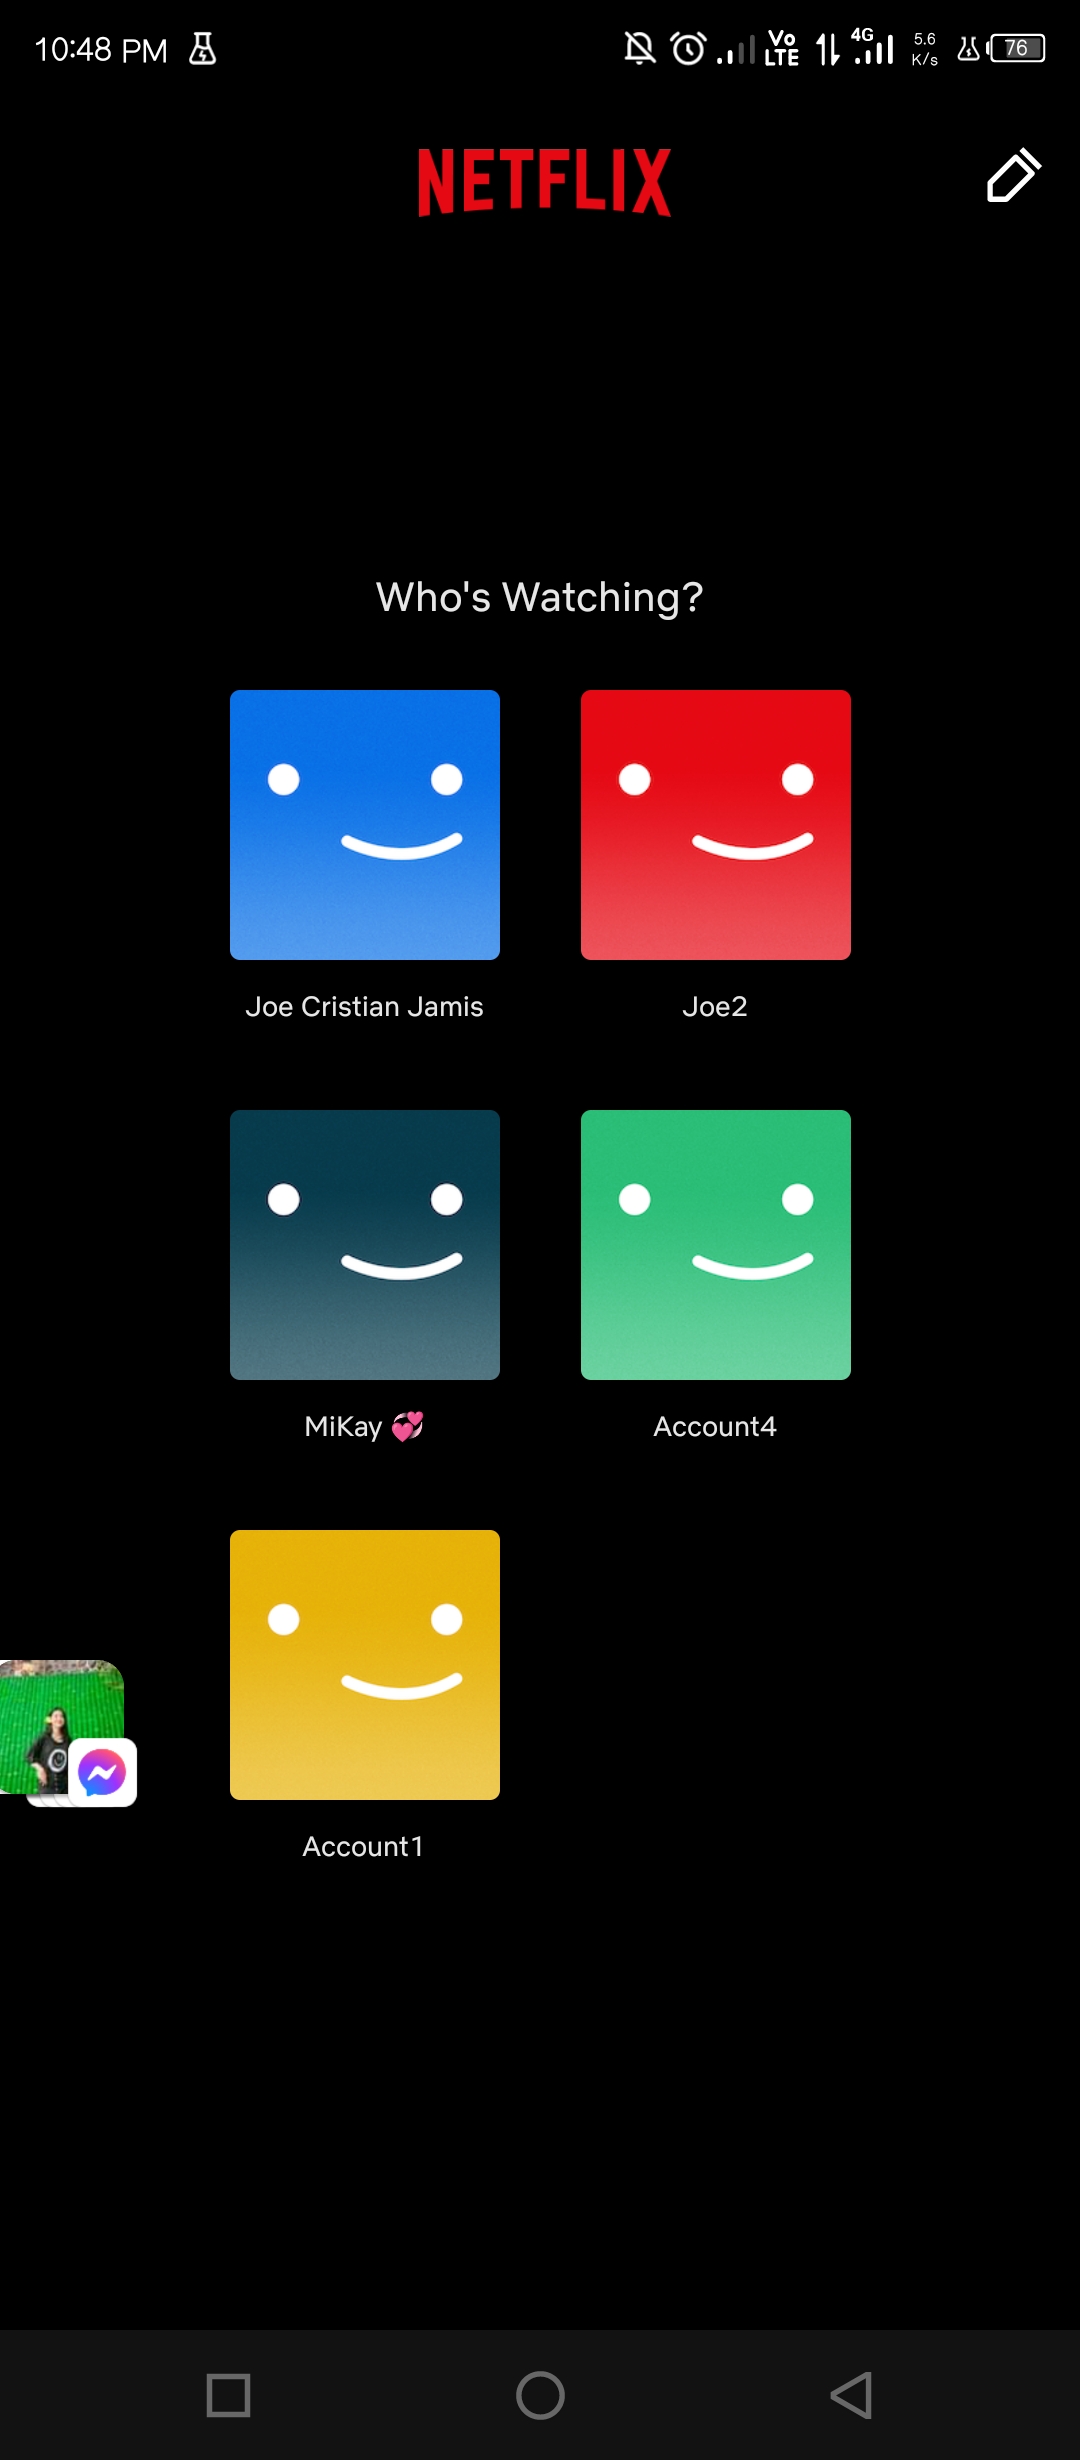 10:48 PM Vo LTE 4G 5.6 K/s 76
NETFLIX
Who's Watching?
Joe Cristian Jamis Joe2
MiKay 💞 Account4
Account1